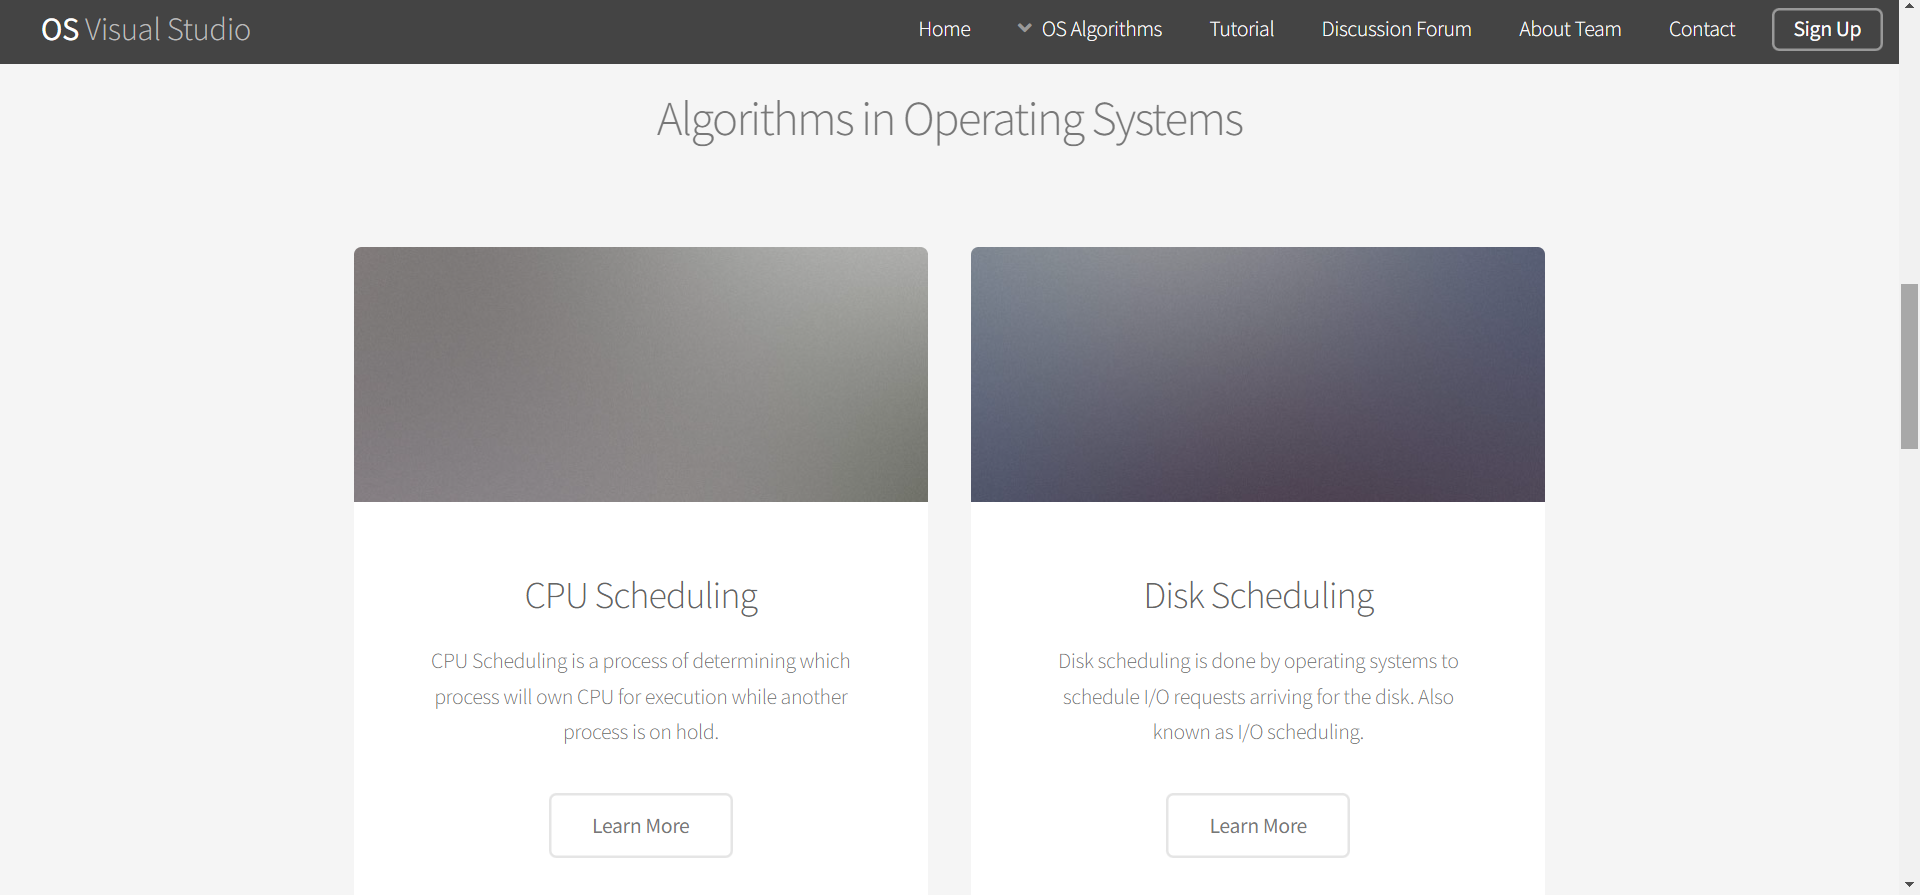 OS Visual Studio
Home
OS Algorithms
Tutorial
Discussion Forum
About Team
Contact
Sign Up
Algorithms in Operating Systems
CPU Scheduling
CPU Scheduling is a process of determining which
process will own CPU for execution while another
process is on hold.
Learn More
Disk Scheduling
Disk scheduling is done by operating systems to
schedule I/O requests arriving for the disk. Also
known as I/O scheduling.
Learn More